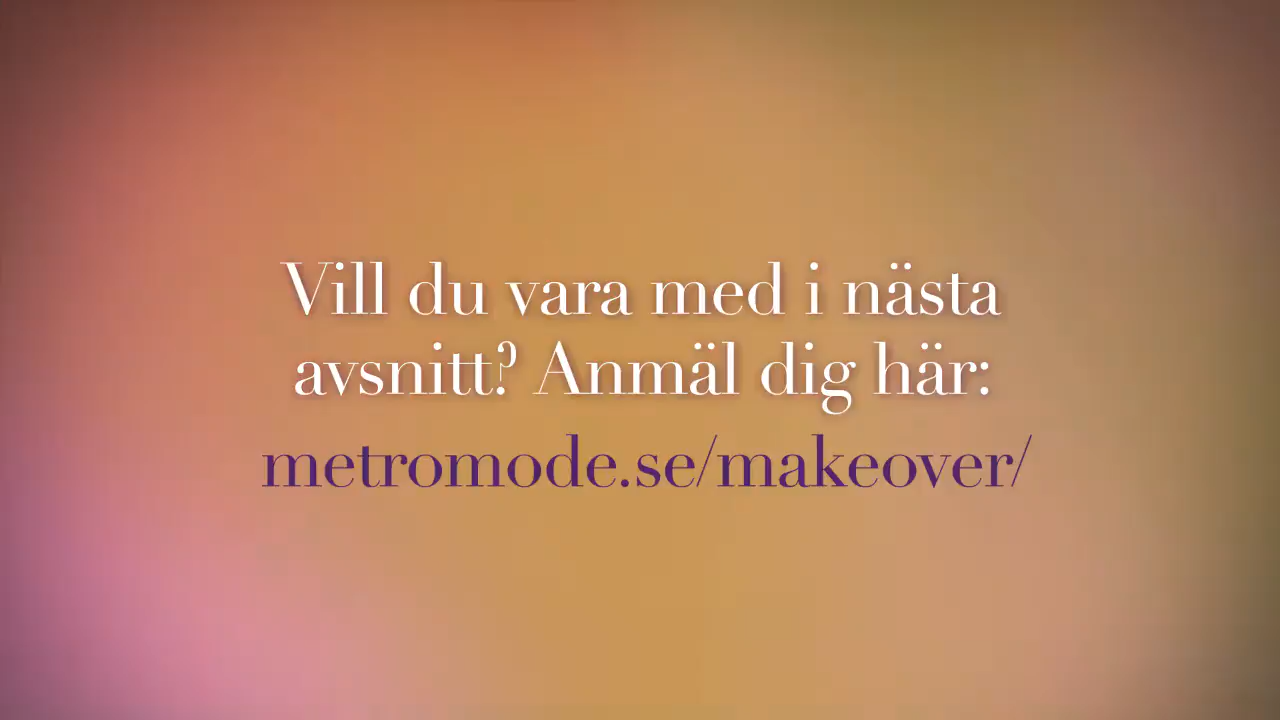 Vill du vara med i nästa
avsnitt? Anmäl dig här:
metromode.se/makeover/